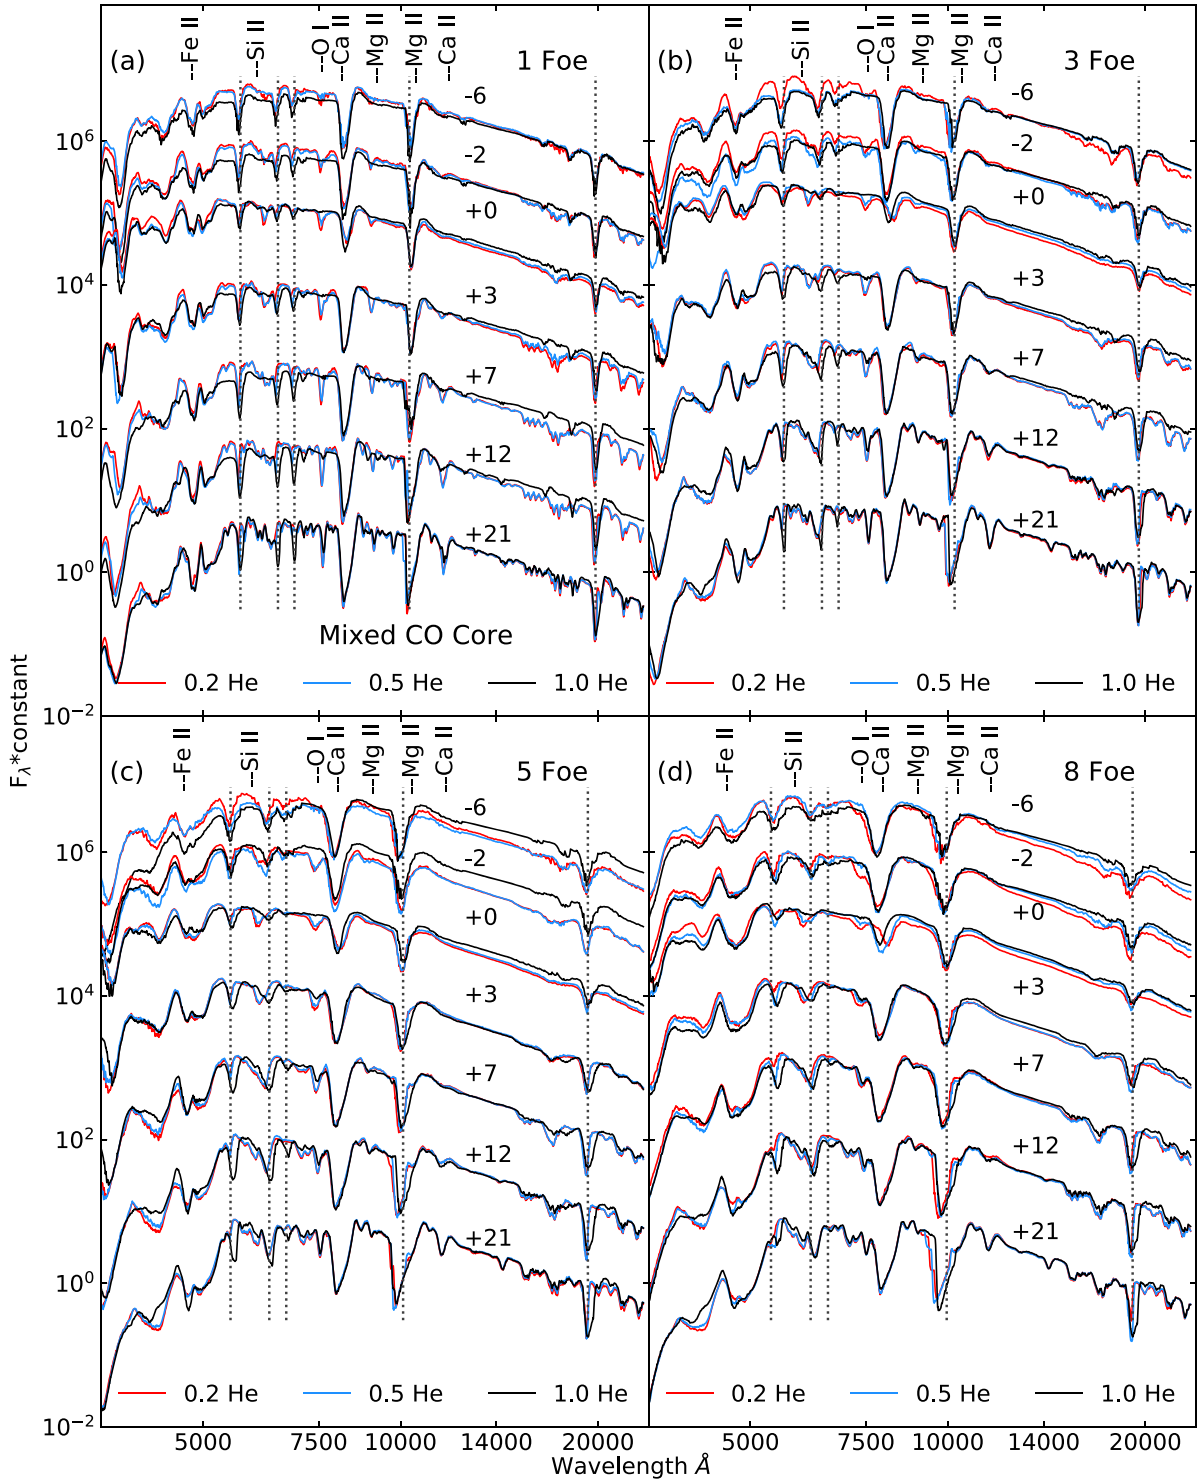 (a)
--Fe II
--Si II
--O I
--Ca II
--Mg II
--Mg II
--Ca II
1 Foe
-6
-2
+0
+3
+7
+12
+21
Mixed CO Core
0.2 He 0.5 He 1.0 He
(b)
--Fe II
--Si II
--O I
--Ca II
--Mg II
--Mg II
--Ca II
3 Foe
-6
-2
+0
+3
+7
+12
+21
0.2 He 0.5 He 1.0 He
10^6
10^4
10^2
10^0
10^-2
F_λ*constant
(c)
--Fe II
--Si II
--O I
--Ca II
--Mg II
--Mg II
--Ca II
5 Foe
-6
-2
+0
+3
+7
+12
+21
0.2 He 0.5 He 1.0 He
(d)
--Fe II
--Si II
--O I
--Ca II
--Mg II
--Mg II
--Ca II
8 Foe
-6
-2
+0
+3
+7
+12
+21
0.2 He 0.5 He 1.0 He
10^6
10^4
10^2
10^0
10^-2
5000 7500 10000 14000 20000
5000 7500 10000 14000 20000
Wavelength Å